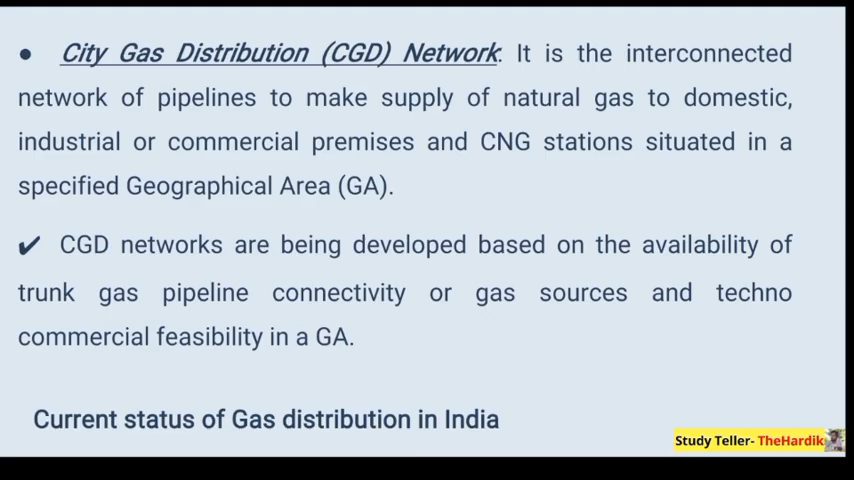 ● City Gas Distribution (CGD) Network: It is the interconnected
network of pipelines to make supply of natural gas to domestic,
industrial or commercial premises and CNG stations situated in a
specified Geographical Area (GA).
✔ CGD networks are being developed based on the availability of
trunk gas pipeline connectivity or gas sources and techno
commercial feasibility in a GA.
Current status of Gas distribution in India
Study Teller- TheHardik